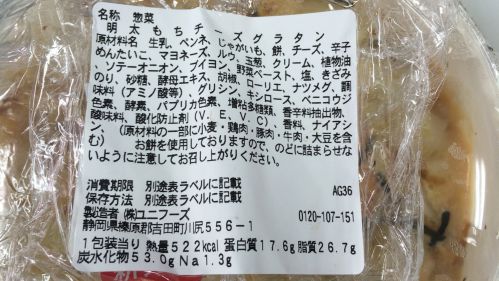 名称 惣菜
明太もちチーズグラタン
原材料名 生乳、ペンネ、じゃがいも、餅、チーズ、辛子
めんたいこ、マヨネーズ、ルウ、玉葱、クリーム、植物油
、ソテーオニオン、ブイヨン、野菜ペースト、塩、きざみ
のり、砂糖、酵母エキス、胡椒、ローリエ、ナツメグ、調
味料（アミノ酸等）、グリシン、キシロース、ベニコウジ
色素、酵素、パプリカ色素、増粘多糖類、香辛料抽出物、
酸味料、酸化防止剤（V．E、V．C）、香料、ナイアシ
ン、（原材料の一部に小麦・鶏肉・豚肉・牛肉・大豆を含
む） お餅を使用しておりますので、のどに詰まらせな
いように注意してお召し上がりください。
消費期限 別途表ラベルに記載
保存方法 別途表ラベルに記載 AG36
製造者 ㈱ユニフーズ 0120-107-151
静岡県榛原郡吉田町川尻556-1
1包装当り 熱量522kcal 蛋白質17.6g 脂質26.7g
炭水化物53.0g Na1.3g